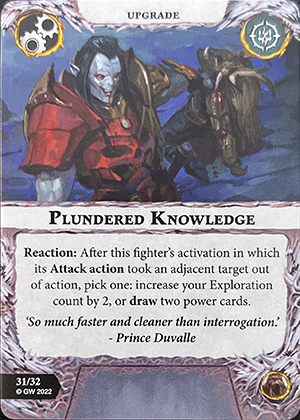 UPGRADE
PLUNDERED KNOWLEDGE
Reaction: After this fighter's activation in which
its Attack action took an adjacent target out
of action, pick one: increase your Exploration
count by 2, or draw two power cards.
'So much faster and cleaner than interrogation.'
- Prince Duvalle
31/32
© GW 2022